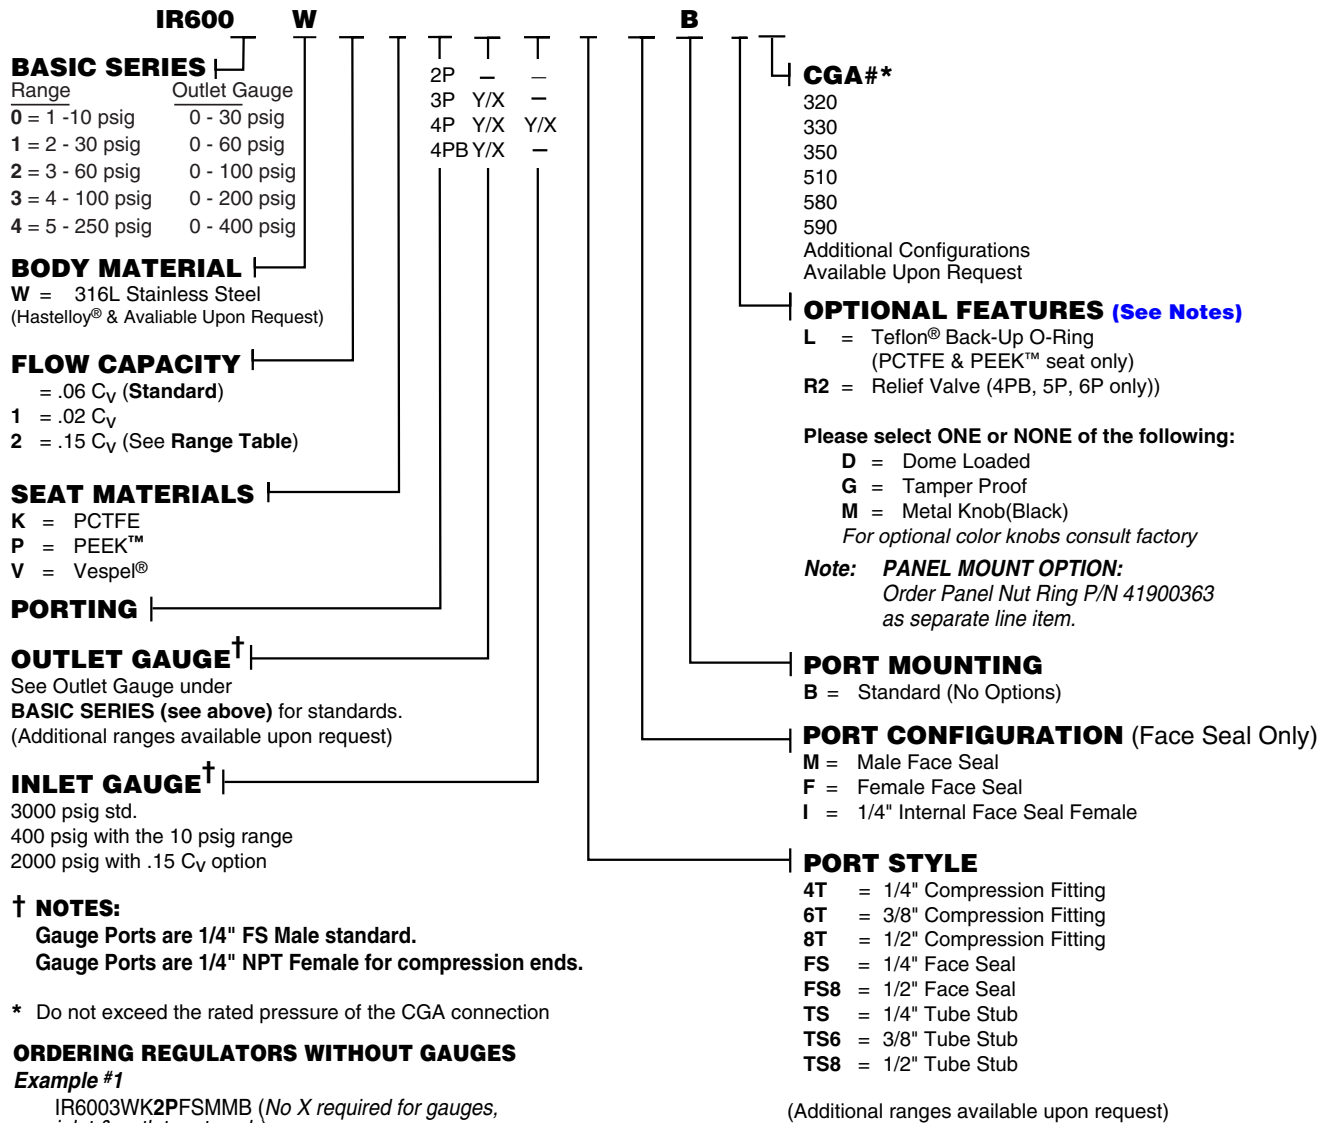 IR600 W B
BASIC SERIES
Range Outlet Gauge
0 = 1 -10 psig 0 - 30 psig
1 = 2 - 30 psig 0 - 60 psig
2 = 3 - 60 psig 0 - 100 psig
3 = 4 - 100 psig 0 - 200 psig
4 = 5 - 250 psig 0 - 400 psig
BODY MATERIAL
W = 316L Stainless Steel
(Hastelloy® & Avaliable Upon Request)
FLOW CAPACITY
= .06 CV (Standard)
1 = .02 CV
2 = .15 CV (See Range Table)
SEAT MATERIALS
K = PCTFE
P = PEEK™
V = Vespel®
PORTING
2P – –
3P Y/X –
4P Y/X Y/X
4PB Y/X –
OUTLET GAUGE†
See Outlet Gauge under
BASIC SERIES (see above) for standards.
(Additional ranges available upon request)
INLET GAUGE†
3000 psig std.
400 psig with the 10 psig range
2000 psig with .15 CV option
† NOTES:
Gauge Ports are 1/4" FS Male standard.
Gauge Ports are 1/4" NPT Female for compression ends.
* Do not exceed the rated pressure of the CGA connection
ORDERING REGULATORS WITHOUT GAUGES
Example #1
IR6003WK2PFSMMB (No X required for gauges,
CGA#*
320
330
350
510
580
590
Additional Configurations
Available Upon Request
OPTIONAL FEATURES (See Notes)
L = Teflon® Back-Up O-Ring
(PCTFE & PEEK™ seat only)
R2 = Relief Valve (4PB, 5P, 6P only))
Please select ONE or NONE of the following:
D = Dome Loaded
G = Tamper Proof
M = Metal Knob(Black)
For optional color knobs consult factory
Note: PANEL MOUNT OPTION:
Order Panel Nut Ring P/N 41900363
as separate line item.
PORT MOUNTING
B = Standard (No Options)
PORT CONFIGURATION (Face Seal Only)
M = Male Face Seal
F = Female Face Seal
I = 1/4" Internal Face Seal Female
PORT STYLE
4T = 1/4" Compression Fitting
6T = 3/8" Compression Fitting
8T = 1/2" Compression Fitting
FS = 1/4" Face Seal
FS8 = 1/2" Face Seal
TS = 1/4" Tube Stub
TS6 = 3/8" Tube Stub
TS8 = 1/2" Tube Stub
(Additional ranges available upon request)